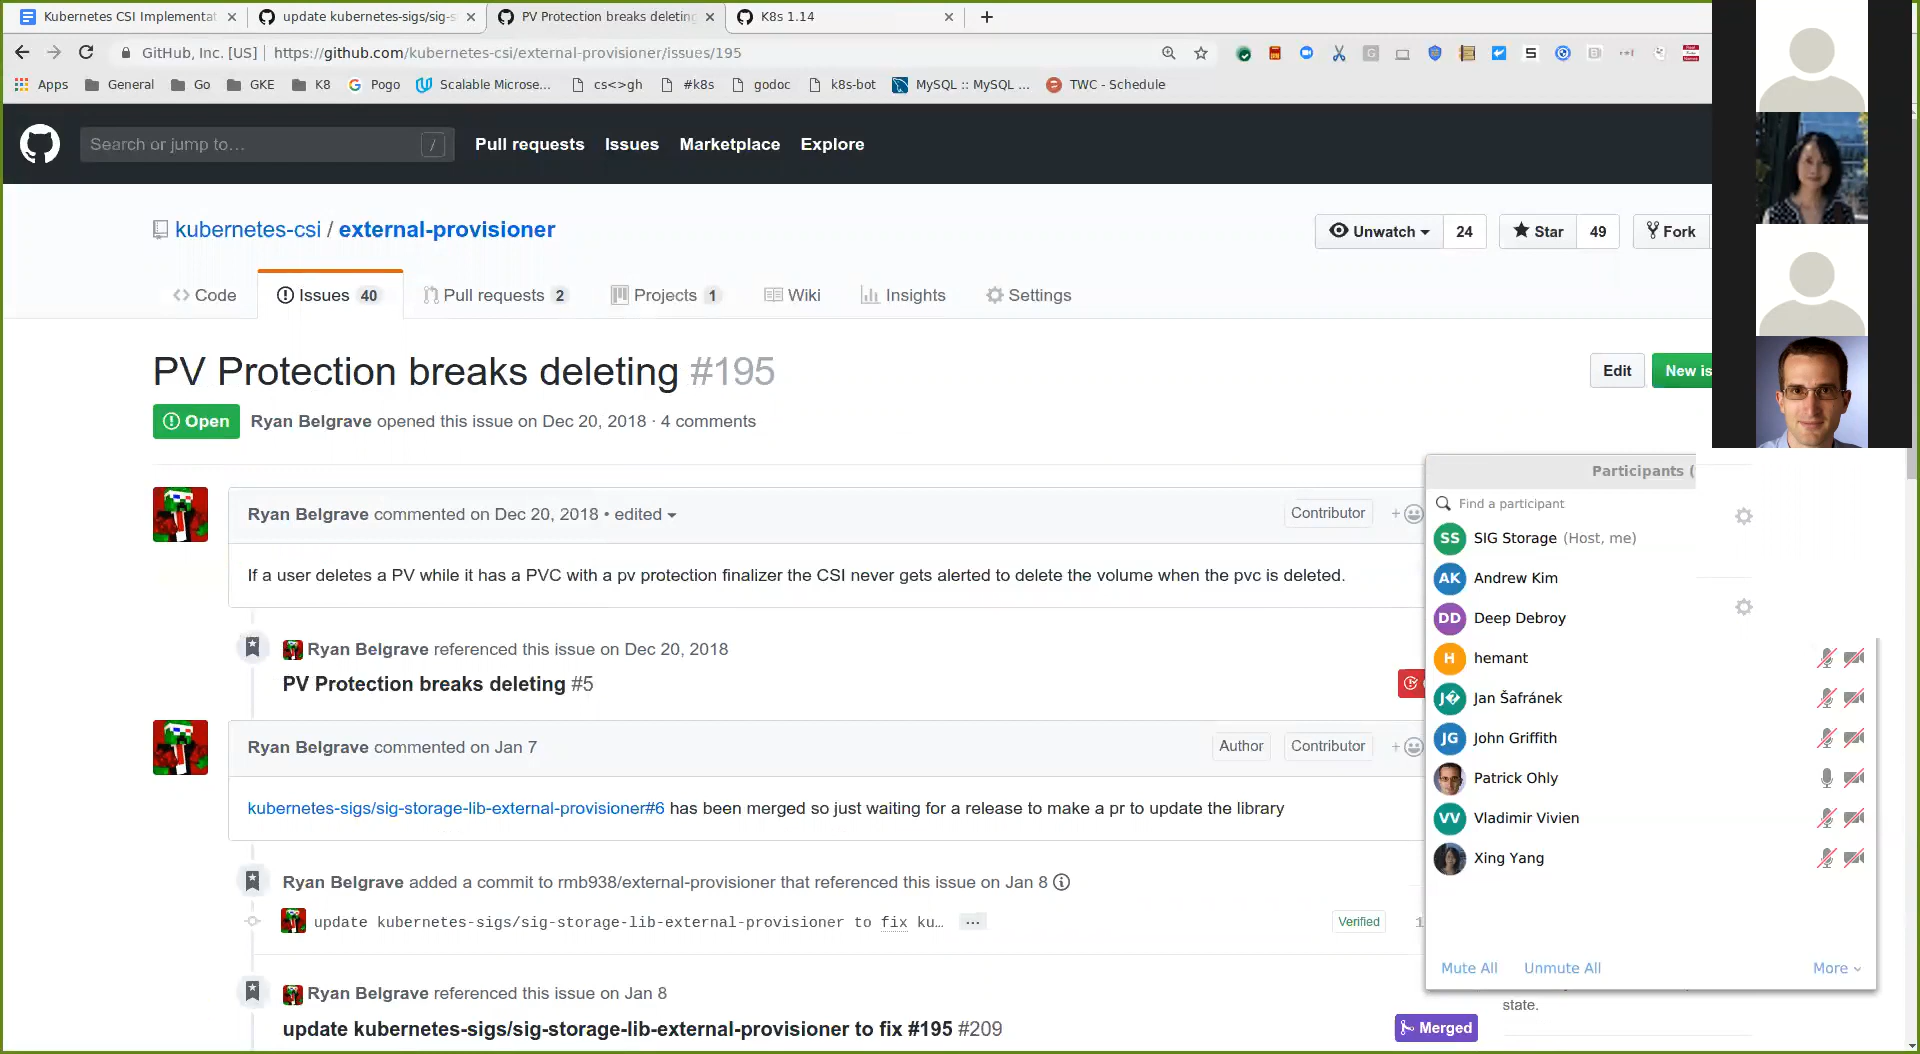 Kubernetes CSI Implementat
update kubernetes-sigs/sig-s
PV Protection breaks deleting
K8s 1.14
GitHub, Inc. [US] | https://github.com/kubernetes-csi/external-provisioner/issues/195
Apps General Go GKE K8 Pogo Scalable Microse... cs<>gh #k8s godoc k8s-bot MySQL :: MySQL ... TWC - Schedule
Search or jump to… /
Pull requests Issues Marketplace Explore
kubernetes-csi / external-provisioner
Unwatch 24 Star 49 Fork
Code Issues 40 Pull requests 2 Projects 1 Wiki Insights Settings
PV Protection breaks deleting #195
Edit New is
Open Ryan Belgrave opened this issue on Dec 20, 2018 · 4 comments
Ryan Belgrave commented on Dec 20, 2018 • edited Contributor
If a user deletes a PV while it has a PVC with a pv protection finalizer the CSI never gets alerted to delete the volume when the pvc is deleted.
Ryan Belgrave referenced this issue on Dec 20, 2018
PV Protection breaks deleting #5
Ryan Belgrave commented on Jan 7 Author Contributor
kubernetes-sigs/sig-storage-lib-external-provisioner#6 has been merged so just waiting for a release to make a pr to update the library
Ryan Belgrave added a commit to rmb938/external-provisioner that referenced this issue on Jan 8
update kubernetes-sigs/sig-storage-lib-external-provisioner to fix ku… ... Verified
Ryan Belgrave referenced this issue on Jan 8
update kubernetes-sigs/sig-storage-lib-external-provisioner to fix #195 #209
Merged
Participants (
Find a participant
SS SIG Storage (Host, me)
AK Andrew Kim
DD Deep Debroy
H hemant
J� Jan Šafránek
JG John Griffith
Patrick Ohly
VV Vladimir Vivien
Xing Yang
Mute All Unmute All More
state.